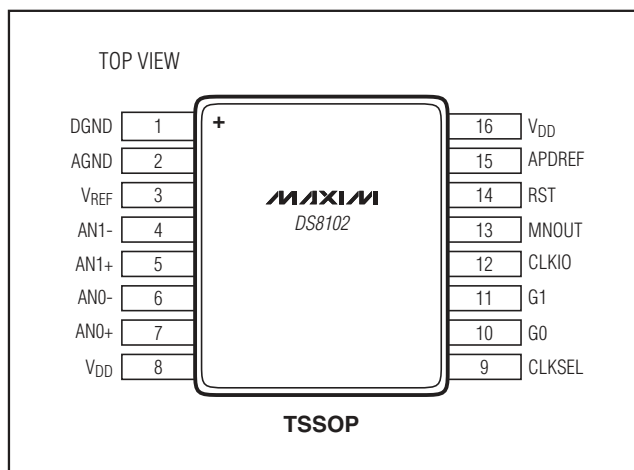 TOP VIEW
DGND 1 + 16 VDD
AGND 2 15 APDREF
VREF 3 MAXIM 14 RST
AN1- 4 DS8102 13 MNOUT
AN1+ 5 12 CLKIO
AN0- 6 11 G1
AN0+ 7 10 G0
VDD 8 9 CLKSEL
TSSOP